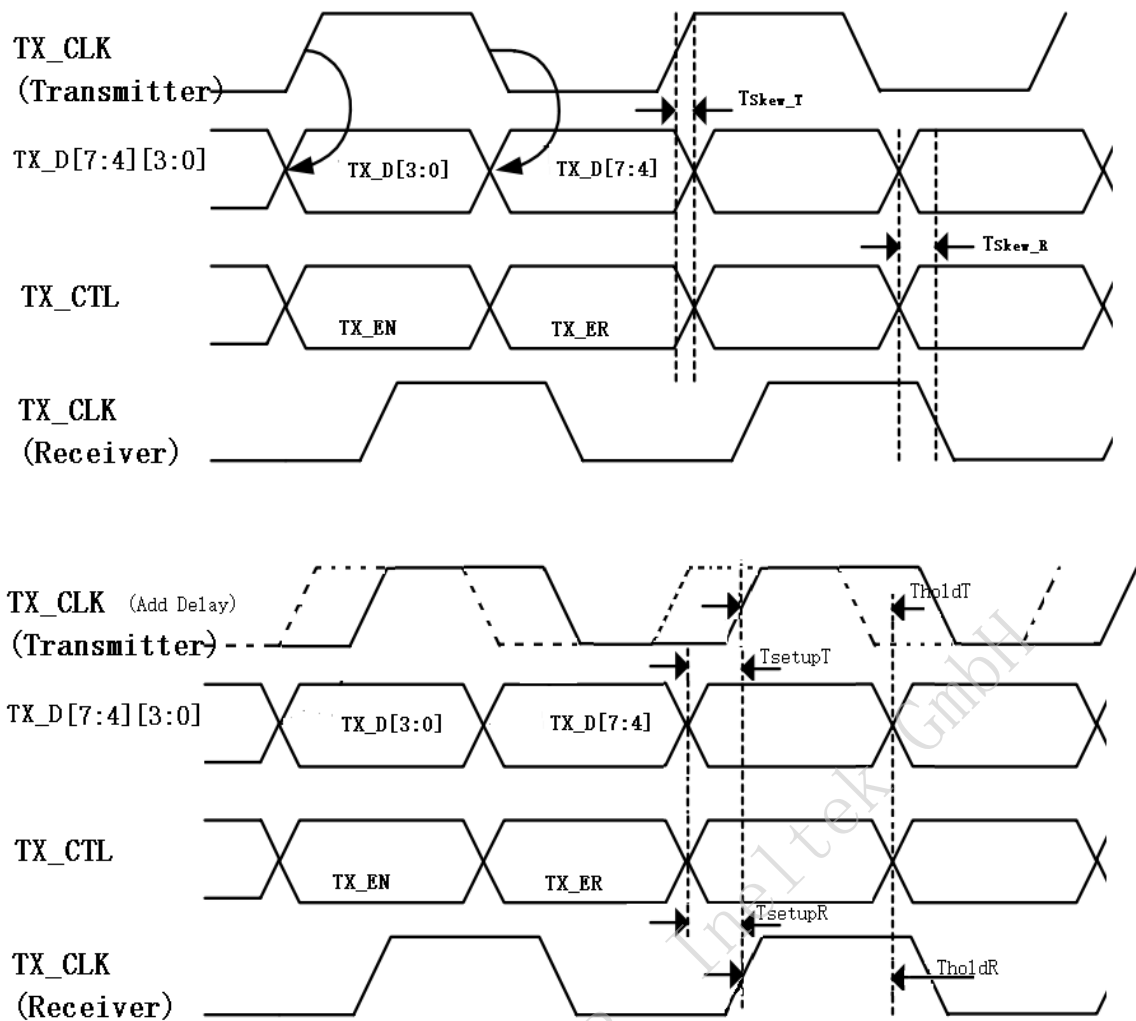 TX_CLK
(Transmitter)
Tskew_T
TX_D[7:4][3:0]
TX_D[3:0]
TX_D[7:4]
Tskew_R
TX_CTL
TX_EN
TX_ER
TX_CLK
(Receiver)
TX_CLK (Add Delay)
(Transmitter)
TholdT
TsetupT
TX_D[7:4][3:0]
TX_D[3:0]
TX_D[7:4]
TX_CTL
TX_EN
TX_ER
TsetupR
TX_CLK
(Receiver)
TholdR
Ineltek GmbH